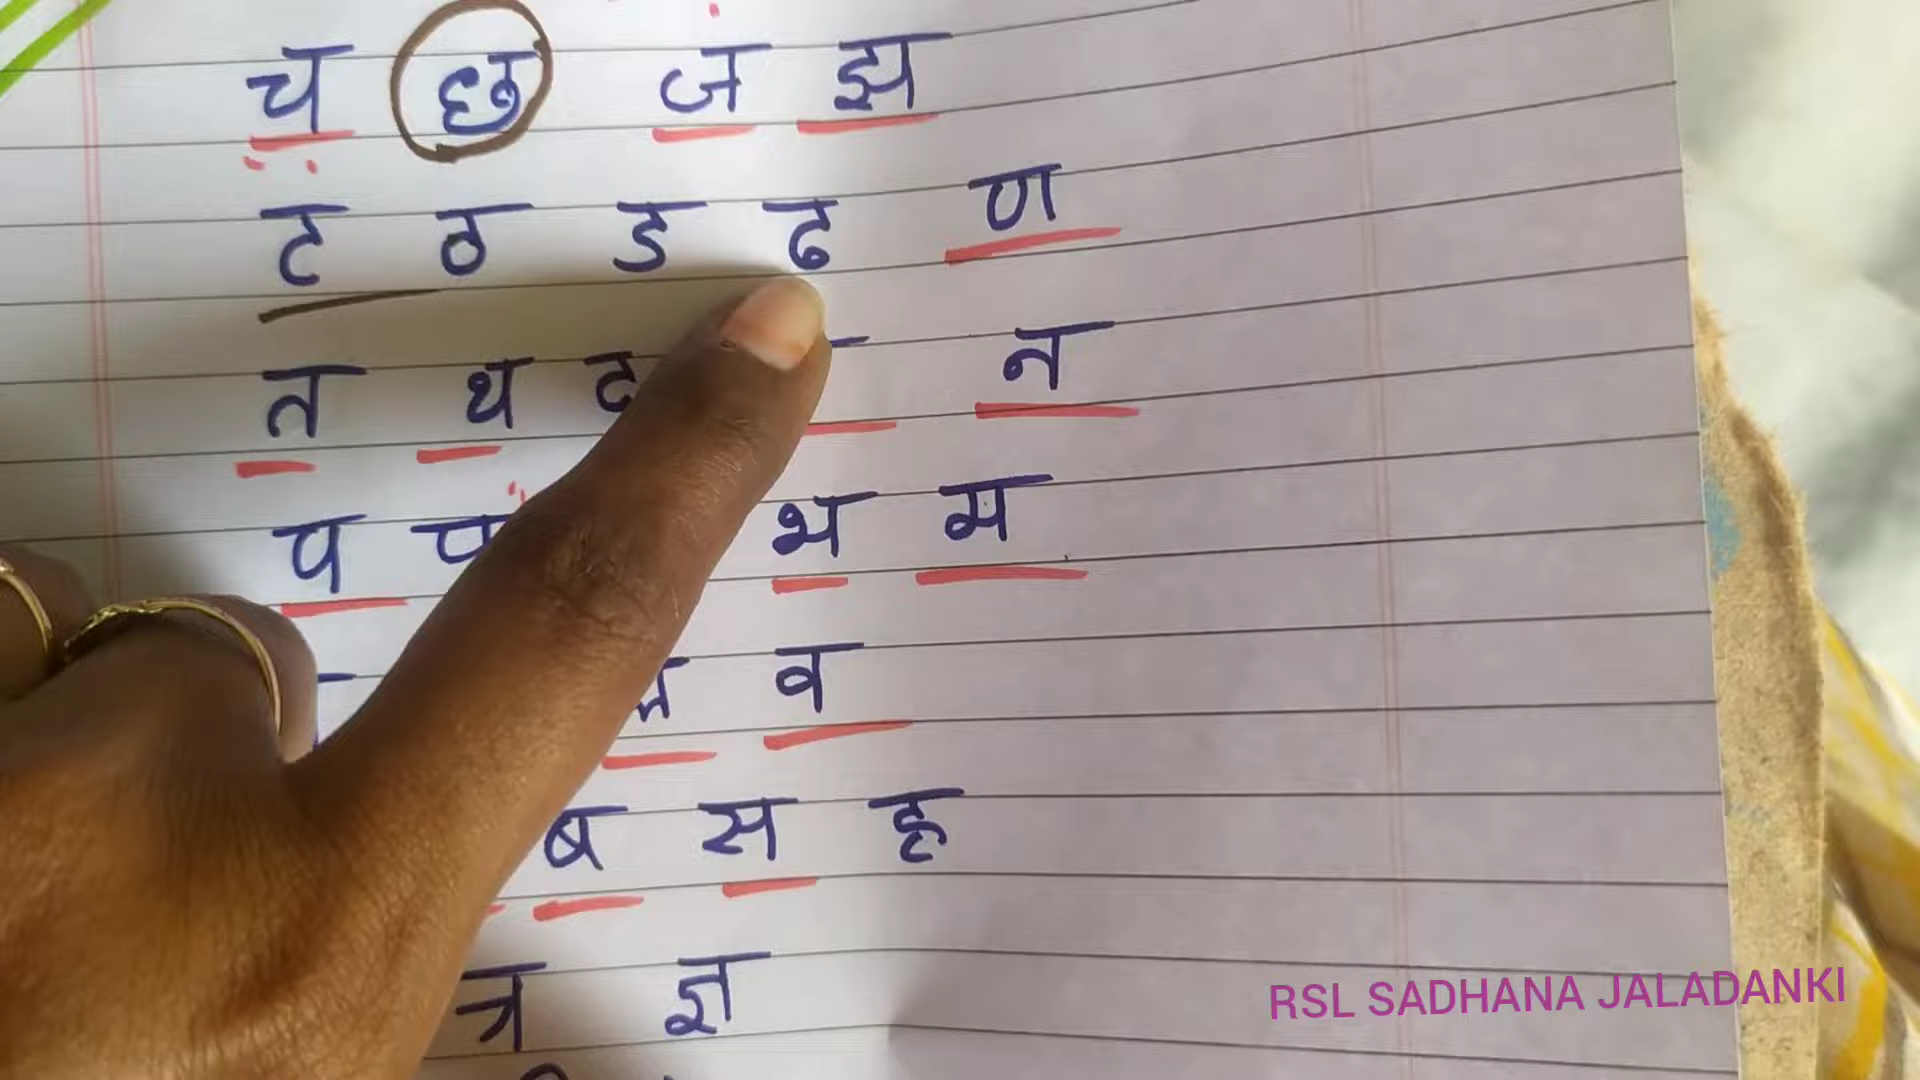 च छ ज झ
ट ठ ड ढ ण
त थ द न
प भ म
व
ष स ह
त्र ज्ञ
RSL SADHANA JALADANKI